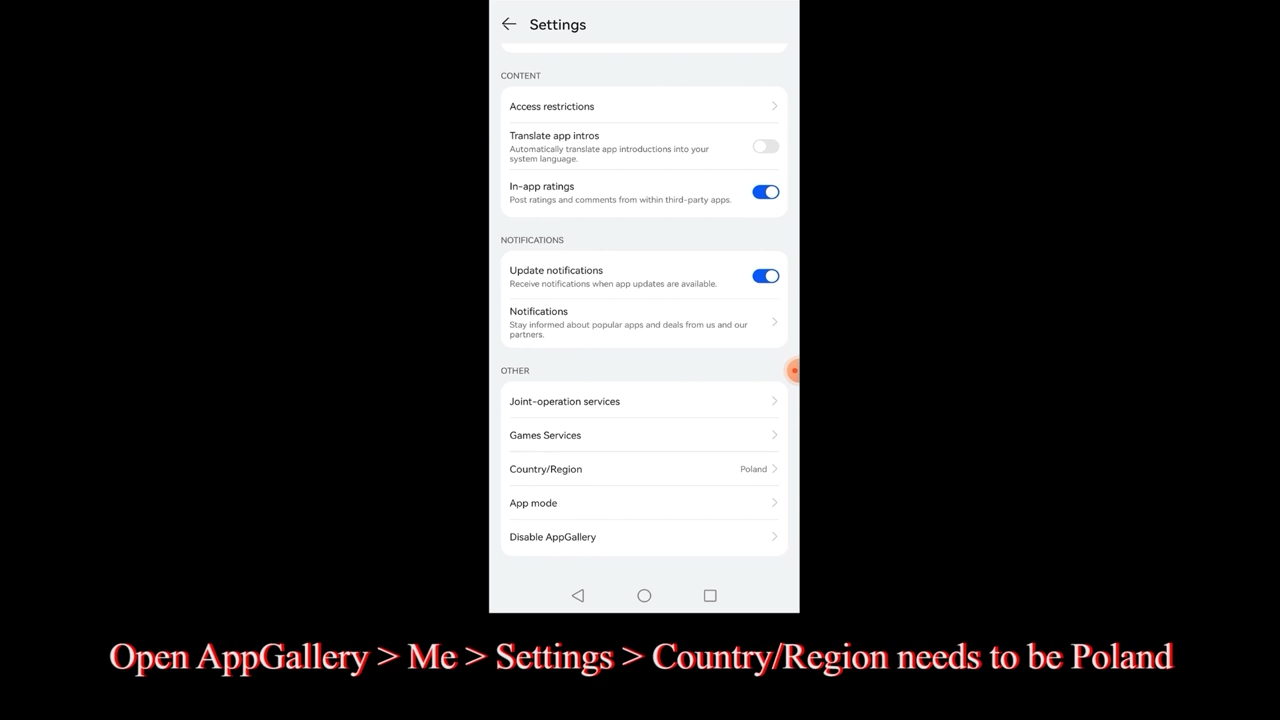 Settings
CONTENT
Access restrictions
Translate app intros
Automatically translate app introductions into your
system language.
In-app ratings
Post ratings and comments from within third-party apps.
NOTIFICATIONS
Update notifications
Receive notifications when app updates are available.
Notifications
Stay informed about popular apps and deals from us and our
partners.
OTHER
Joint-operation services
Games Services
Country/Region Poland
App mode
Disable AppGallery
Open AppGallery > Me > Settings > Country/Region needs to be Poland